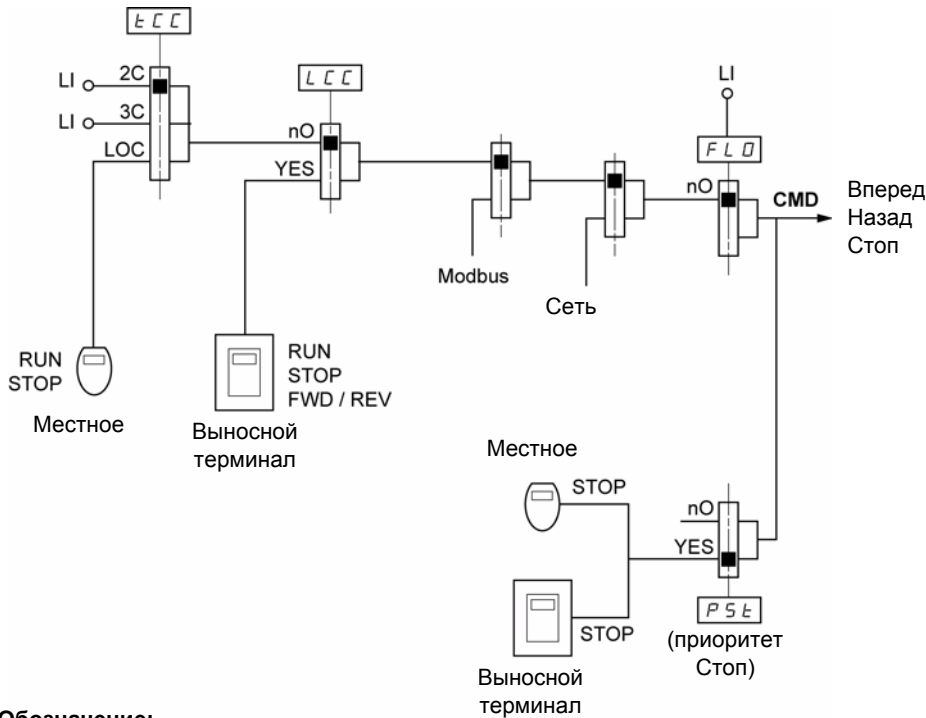 tCC
LCC
LI
2C
LI
3C
LOC
nO
YES
LI
FLO
nO
CMD
Вперед
Назад
Стоп
Modbus
Сеть
RUN
STOP
RUN
STOP
FWD / REV
Местное
Выносной
терминал
Местное
STOP
nO
YES
STOP
PSt
(приоритет
Стоп)
Выносной
терминал
Обозначение: